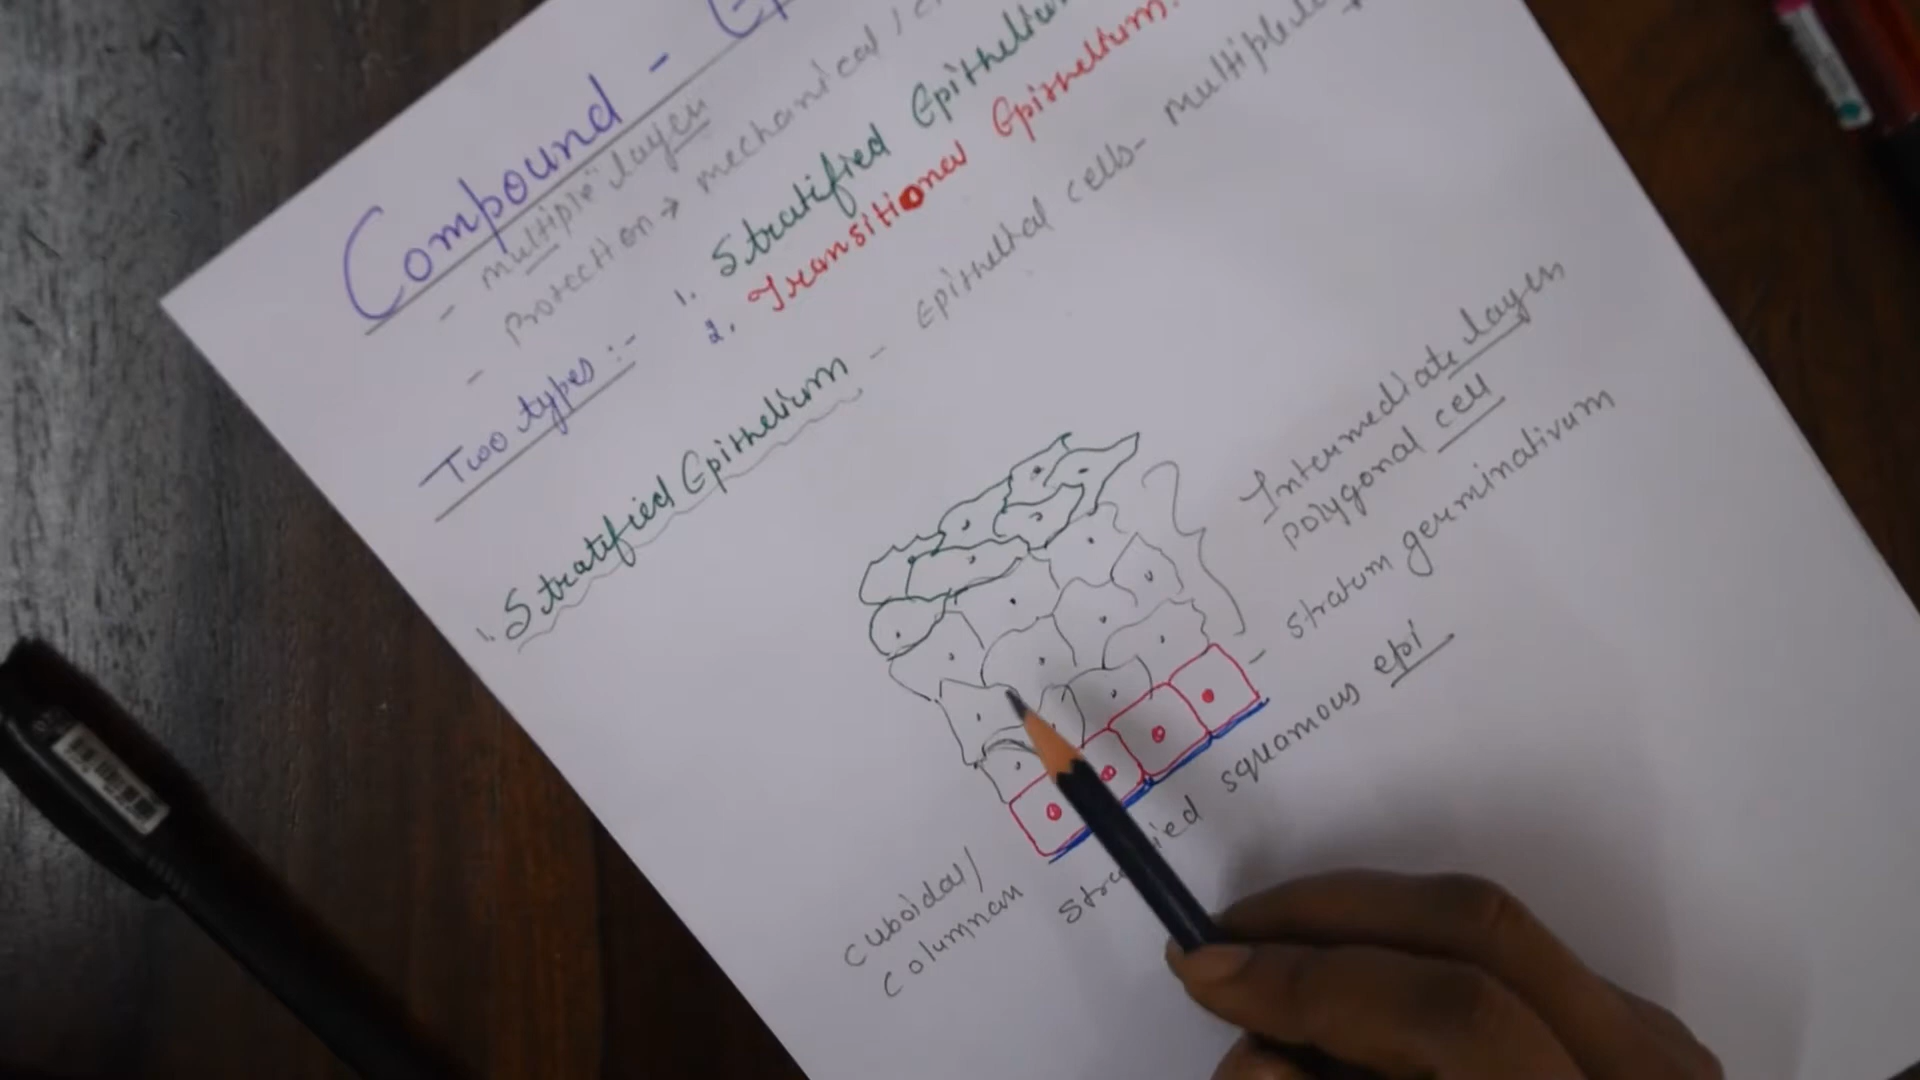 Compound -
- multiple layer
- Protection → mechanical /
Two types :- 1. Stratified Epithelium
2. Transitional Epithelium.
1. Stratified Epithelium - Epithelial cells- multiple
Intermediate layer
polygonal cell
- stratum germinativum
cuboidal/
columnar
squamous epi